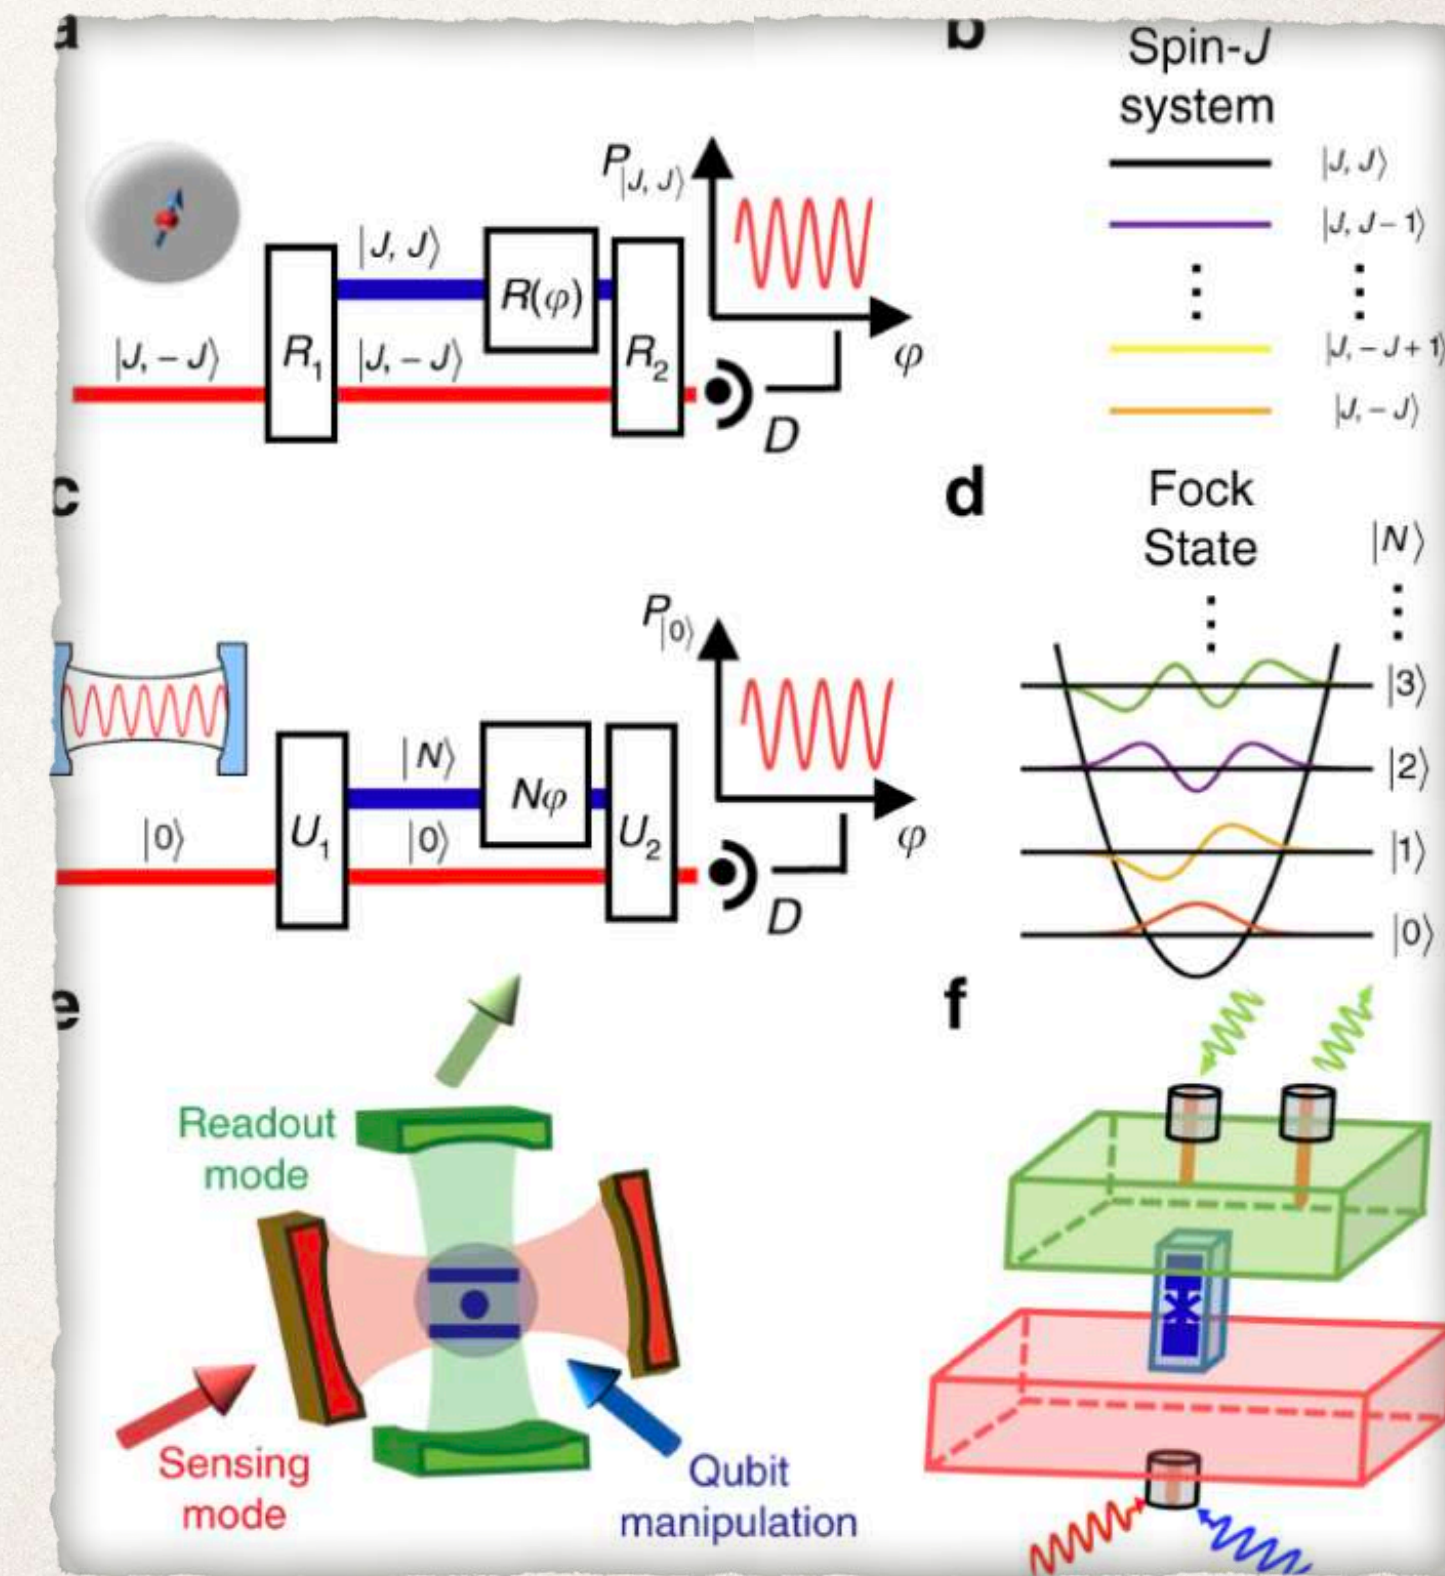 a
P|J, J⟩
|J, J⟩
R(φ)
|J, −J⟩
R₁
|J, −J⟩
R₂
φ
D
b
Spin-J
system
|J, J⟩
|J, J − 1⟩
|J, − J + 1⟩
|J, − J⟩
c
P|0⟩
|N⟩
Nφ
|0⟩
U₁
|0⟩
U₂
φ
D
d
Fock
State
|N⟩
|3⟩
|2⟩
|1⟩
|0⟩
e
Readout
mode
Sensing
mode
Qubit
manipulation
f